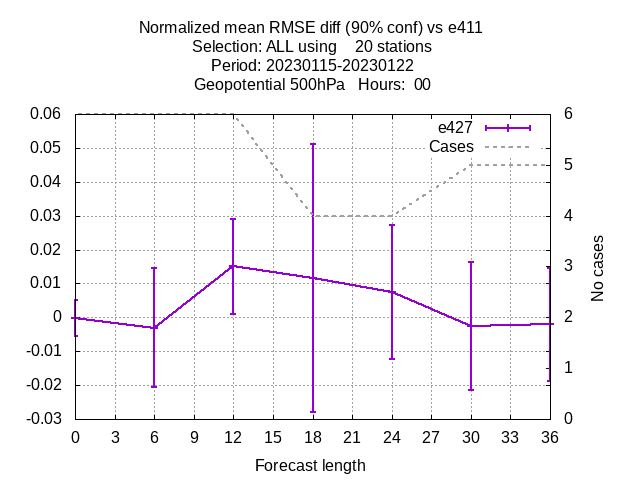 Normalized mean RMSE diff (90% conf) vs e411
Selection: ALL using    20 stations
Period: 20230115-20230122
Geopotential 500hPa   Hours:  00
e427
Cases
0.06
0.05
0.04
0.03
0.02
0.01
0
-0.01
-0.02
-0.03
6
5
4
3
2
1
0
No cases
0 3 6 9 12 15 18 21 24 27 30 33 36
Forecast length